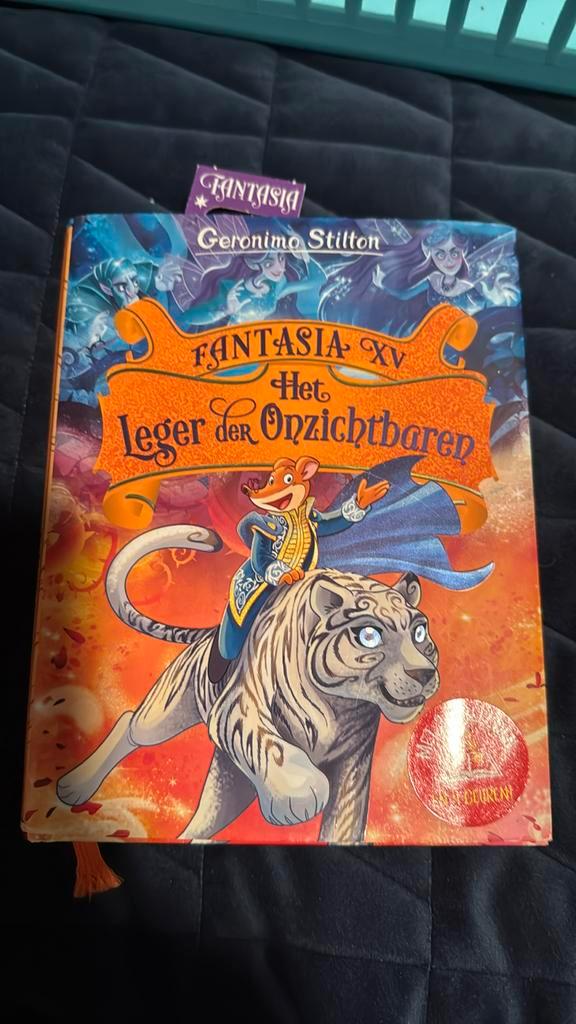 FANTASIA
Geronimo Stilton
FANTASIA XV
Het
Leger der Onzichtbaren